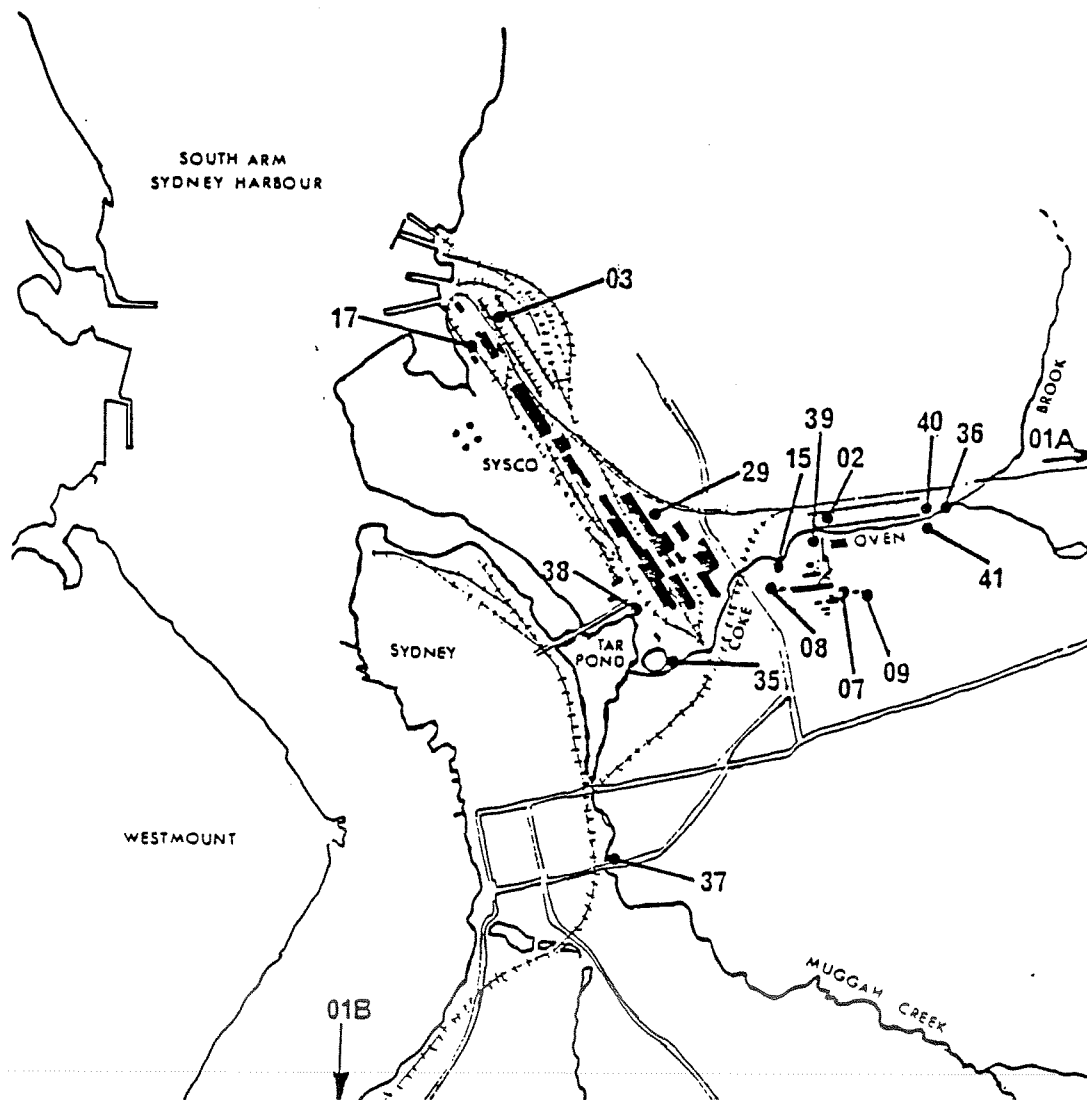 SOUTH ARM
SYDNEY HARBOUR
03
17
BROOK
39
40
36
01A
15
02
SYSCO
29
OVEN
41
38
COKE
SYDNEY
TAR
POND
08
09
35
07
WESTMOUNT
37
MUGGAH CREEK
01B